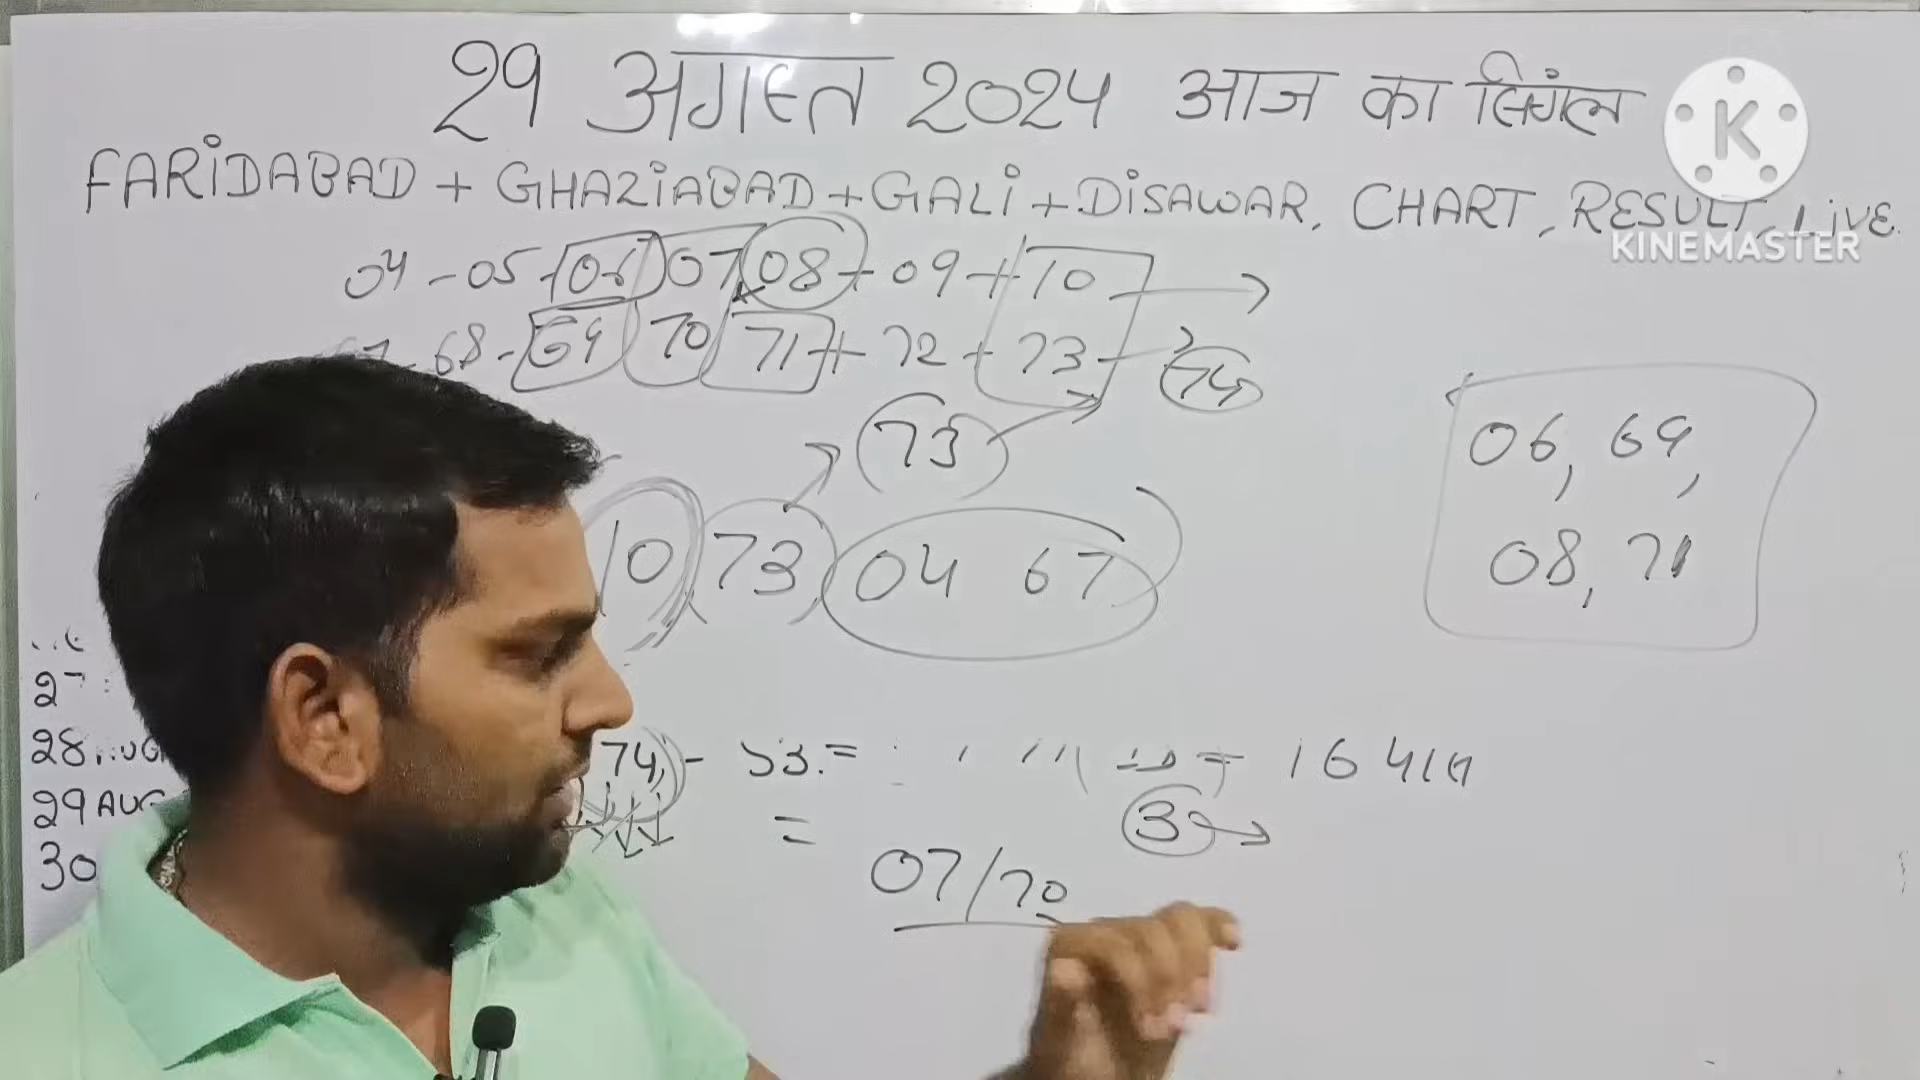 29 अगस्त 2024 आज का सिंगल
FARIDABAD + GHAZIABAD + GALI + DISAWAR, CHART, RESULT, LIVE.
K
KINEMASTER
04 - 05 - 06 07 08 + 09 + 10
68 - 69 70 71 + 72 + 73 - 74
73
06, 69,
08, 71
10 73 04 67
27
28 74, - 53. = 16 41
29 AUG = 3
30 07/70